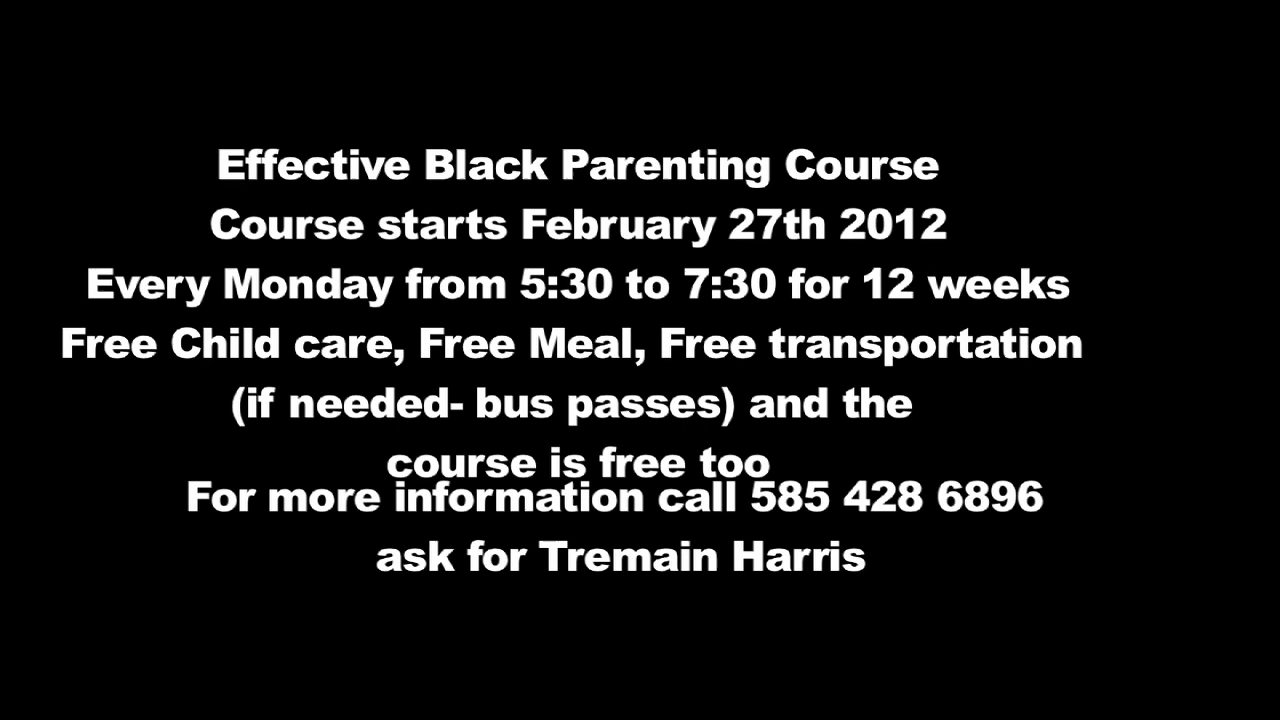 Effective Black Parenting Course
Course starts February 27th 2012
Every Monday from 5:30 to 7:30 for 12 weeks
Free Child care, Free Meal, Free transportation
(if needed- bus passes) and the
course is free too
For more information call 585 428 6896
ask for Tremain Harris